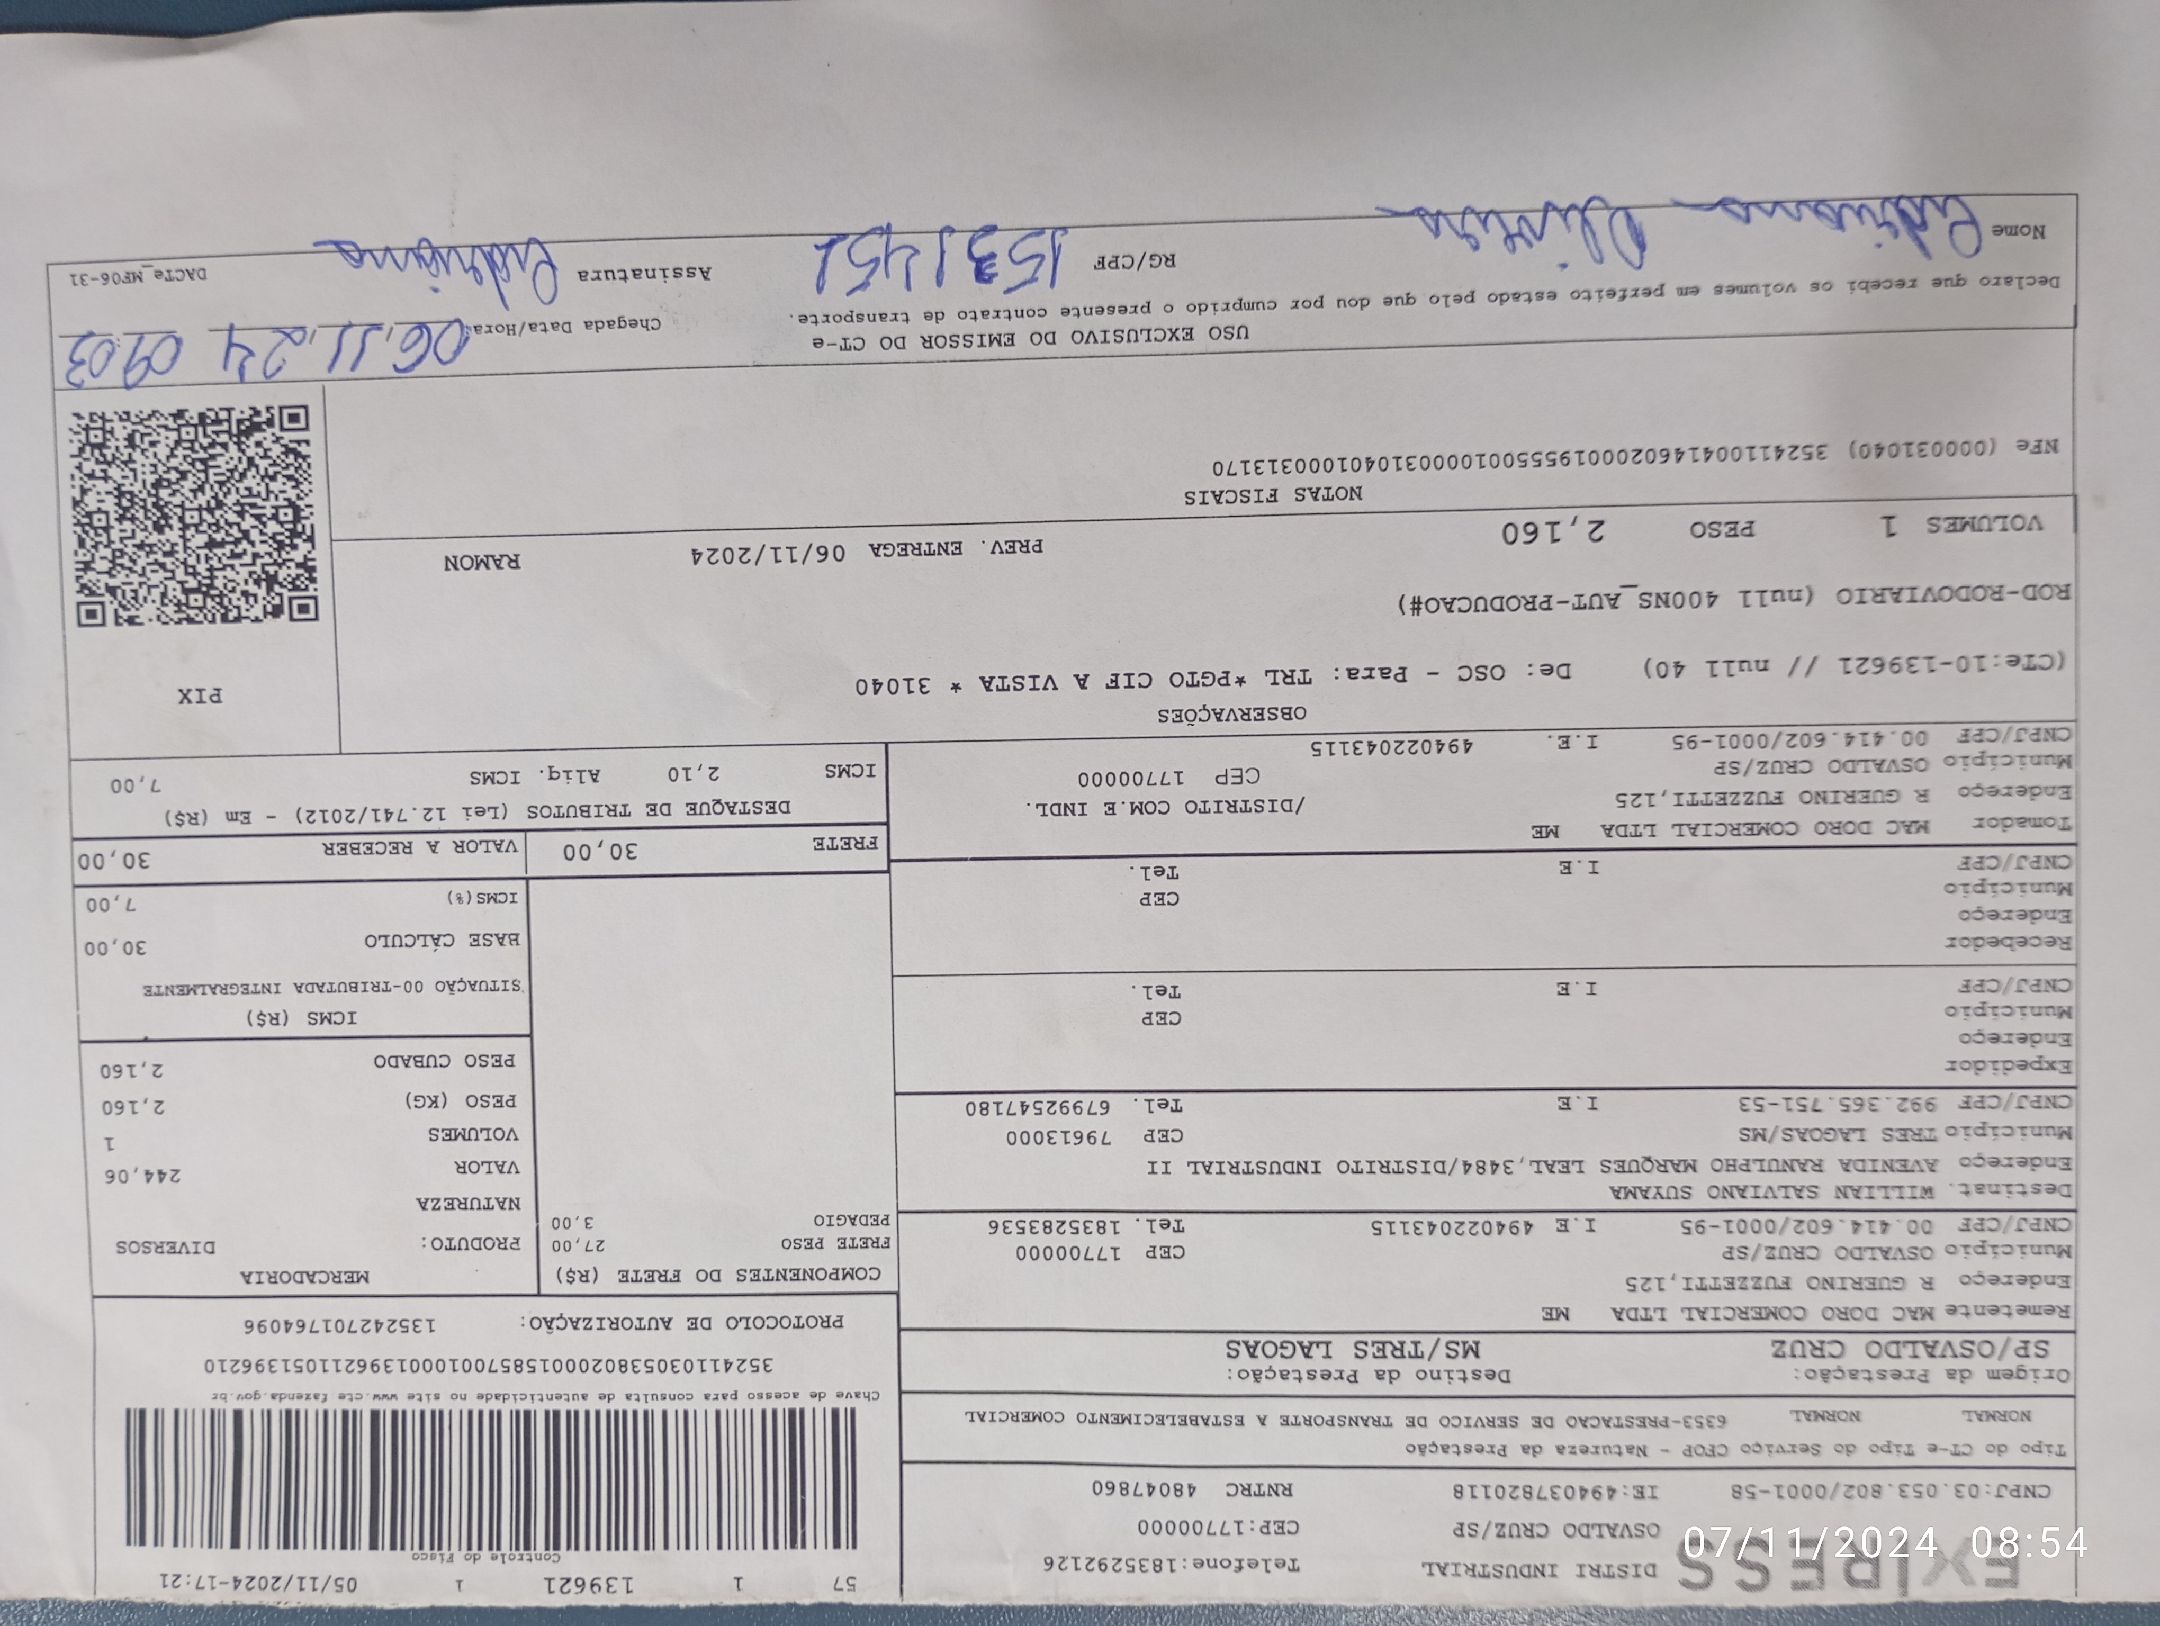 57 1 139621 1 05/11/2024-17:21
Controle do Fisco
EXPRESS
DISTRI INDUSTRIAL Telefone:1835292126
OSVALDO CRUZ/SP CEP:17700000
CNPJ:03.053.802/0001-58 IE:494037820118 RNTRC 48047860
Tipo do CT-e Tipo do Serviço CFOP - Natureza da Prestação
NORMAL NORMAL 6353-PRESTACAO DE SERVICO DE TRANSPORTE A ESTABELECIMENTO COMERCIAL
Chave de acesso para consulta de autenticidade no site www.cte.fazenda.gov.br
35241103053802000158570010001396211051396210
PROTOCOLO DE AUTORIZAÇÃO: 135242701764096
Origem da Prestação: Destino da Prestação:
SP/OSVALDO CRUZ MS/TRES LAGOAS
Remetente MAC DORO COMERCIAL LTDA ME
Endereço R GUERINO FUZZETTI,125
Município OSVALDO CRUZ/SP CEP 17700000
CNPJ/CPF 00.414.602/0001-95 I.E 494022043115 Tel. 1835283536
Destinat. WILLIAN SALVIANO SUYAMA
Endereço AVENIDA RANULPHO MARQUES LEAL,3484/DISTRITO INDUSTRIAL II
Município TRES LAGOAS/MS CEP 79613000
CNPJ/CPF 992.365.751-53 I.E Tel. 67992547180
Expedidor
Endereço
Município CEP
CNPJ/CPF I.E Tel.
Recebedor
Endereço
Município CEP
CNPJ/CPF I.E Tel.
Tomador MAC DORO COMERCIAL LTDA ME
Endereço R GUERINO FUZZETTI,125 /DISTRITO COM.E INDL.
Município OSVALDO CRUZ/SP CEP 17700000
CNPJ/CPF 00.414.602/0001-95 I.E. 494022043115
COMPONENTES DO FRETE (R$)
FRETE PESO 27,00
PEDAGIO 3,00
MERCADORIA
PRODUTO: DIVERSOS
NATUREZA
VALOR 244,06
VOLUMES 1
PESO (KG) 2,160
PESO CUBADO 2,160
ICMS (R$)
SITUAÇÃO 00-TRIBUTADA INTEGRALMENTE
BASE CÁLCULO 30,00
ICMS(%) 7,00
FRETE 30,00 VALOR A RECEBER 30,00
DESTAQUE DE TRIBUTOS (Lei 12.741/2012) - Em (R$)
ICMS 2,10 Aliq. ICMS 7,00
OBSERVAÇÕES
(CTe:10-139621 // null 40) De: OSC - Para: TRL *PGTO CIF A VISTA * 31040
ROD-RODOVIARIO (null 400NS_AUT-PRODUCAO#)
VOLUMES 1 PESO 2,160 PREV. ENTREGA 06/11/2024 RAMON
PIX
NOTAS FISCAIS
NFe (000031040) 35241100414602000195550010000310401000313170
USO EXCLUSIVO DO EMISSOR DO CT-e
Declaro que recebi os volumes em perfeito estado pelo que dou por cumprido o presente contrato de transporte.
Chegada Data/Hora: 06.11.24 09:03
Nome Adriana Oliveira RG/CPF 1531451 Assinatura Adriana
DACTe_MF06-31
07/11/2024 08:54